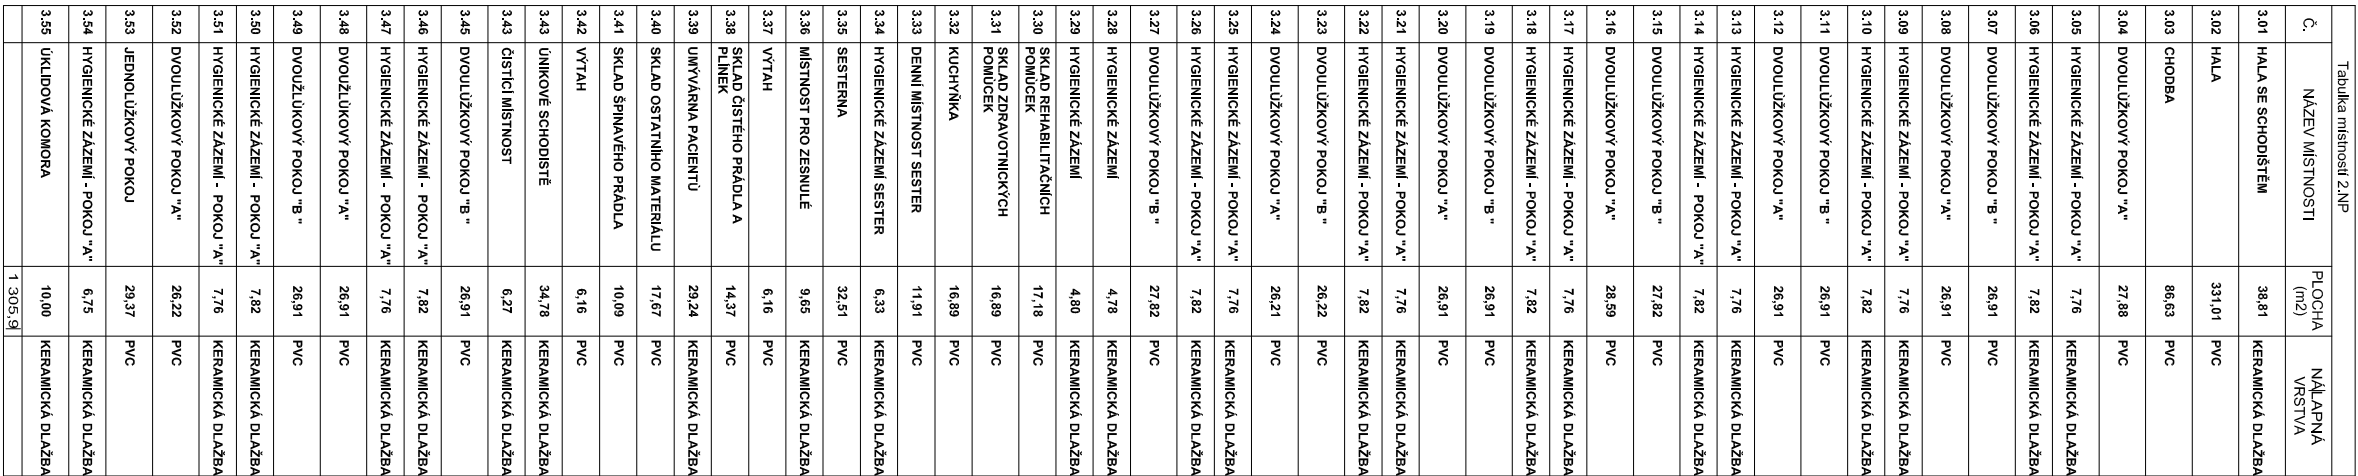 Tabulka místností 2.NP
Č. NÁZEV MÍSTNOSTI PLOCHA (m2) NÁŠLAPNÁ VRSTVA
3.01 HALA SE SCHODIŠTĚM 38,81 KERAMICKÁ DLAŽBA
3.02 HALA 331,01 PVC
3.03 CHODBA 86,63 PVC
3.04 DVOULŮŽKOVÝ POKOJ "A" 27,88 PVC
3.05 HYGIENICKÉ ZÁZEMÍ - POKOJ "A" 7,76 KERAMICKÁ DLAŽBA
3.06 HYGIENICKÉ ZÁZEMÍ - POKOJ "A" 7,82 KERAMICKÁ DLAŽBA
3.07 DVOULŮŽKOVÝ POKOJ "B " 26,91 PVC
3.08 DVOULŮŽKOVÝ POKOJ "A" 26,91 PVC
3.09 HYGIENICKÉ ZÁZEMÍ - POKOJ "A" 7,76 KERAMICKÁ DLAŽBA
3.10 HYGIENICKÉ ZÁZEMÍ - POKOJ "A" 7,82 KERAMICKÁ DLAŽBA
3.11 DVOULŮŽKOVÝ POKOJ "B " 26,91 PVC
3.12 DVOULŮŽKOVÝ POKOJ "A" 26,91 PVC
3.13 HYGIENICKÉ ZÁZEMÍ - POKOJ "A" 7,76 KERAMICKÁ DLAŽBA
3.14 HYGIENICKÉ ZÁZEMÍ - POKOJ "A" 7,82 KERAMICKÁ DLAŽBA
3.15 DVOULŮŽKOVÝ POKOJ "B " 27,82 PVC
3.16 DVOULŮŽKOVÝ POKOJ "A" 28,59 PVC
3.17 HYGIENICKÉ ZÁZEMÍ - POKOJ "A" 7,76 KERAMICKÁ DLAŽBA
3.18 HYGIENICKÉ ZÁZEMÍ - POKOJ "A" 7,82 KERAMICKÁ DLAŽBA
3.19 DVOULŮŽKOVÝ POKOJ "B " 26,91 PVC
3.20 DVOULŮŽKOVÝ POKOJ "A" 26,91 PVC
3.21 HYGIENICKÉ ZÁZEMÍ - POKOJ "A" 7,76 KERAMICKÁ DLAŽBA
3.22 HYGIENICKÉ ZÁZEMÍ - POKOJ "A" 7,82 KERAMICKÁ DLAŽBA
3.23 DVOULŮŽKOVÝ POKOJ "B " 26,22 PVC
3.24 DVOULŮŽKOVÝ POKOJ "A" 26,21 PVC
3.25 HYGIENICKÉ ZÁZEMÍ - POKOJ "A" 7,76 KERAMICKÁ DLAŽBA
3.26 HYGIENICKÉ ZÁZEMÍ - POKOJ "A" 7,82 KERAMICKÁ DLAŽBA
3.27 DVOULŮŽKOVÝ POKOJ "B " 27,82 PVC
3.28 HYGIENICKÉ ZÁZEMÍ 4,78 KERAMICKÁ DLAŽBA
3.29 HYGIENICKÉ ZÁZEMÍ 4,80 KERAMICKÁ DLAŽBA
3.30 SKLAD REHABILITAČNÍCH POMŮCEK 17,18 PVC
3.31 SKLAD ZDRAVOTNICKÝCH POMŮCEK 16,89 PVC
3.32 KUCHYŇKA 16,89 PVC
3.33 DENNÍ MÍSTNOST SESTER 11,91 PVC
3.34 HYGIENICKÉ ZÁZEMÍ SESTER 6,33 KERAMICKÁ DLAŽBA
3.35 SESTERNA 32,51 PVC
3.36 MÍSTNOST PRO ZESNULÉ 9,65 KERAMICKÁ DLAŽBA
3.37 VÝTAH 6,16 PVC
3.38 SKLAD ČISTÉHO PRÁDLA A PLÍNEK 14,37 PVC
3.39 UMÝVÁRNA PACIENTŮ 29,24 KERAMICKÁ DLAŽBA
3.40 SKLAD OSTATNÍHO MATERIÁLU 17,67 PVC
3.41 SKLAD ŠPINAVÉHO PRÁDLA 10,09 PVC
3.42 VÝTAH 6,16 PVC
3.43 ÚNIKOVÉ SCHODISTĚ 34,78 KERAMICKÁ DLAŽBA
3.43 ČISTÍCÍ MÍSTNOST 6,27 KERAMICKÁ DLAŽBA
3.45 DVOULŮŽKOVÝ POKOJ "B " 26,91 PVC
3.46 HYGIENICKÉ ZÁZEMÍ - POKOJ "A" 7,82 KERAMICKÁ DLAŽBA
3.47 HYGIENICKÉ ZÁZEMÍ - POKOJ "A" 7,76 KERAMICKÁ DLAŽBA
3.48 DVOUŽLŮKOVÝ POKOJ "A" 26,91 PVC
3.49 DVOUŽLŮKOVÝ POKOJ "B " 26,91 PVC
3.50 HYGIENICKÉ ZÁZEMÍ - POKOJ "A" 7,82 KERAMICKÁ DLAŽBA
3.51 HYGIENICKÉ ZÁZEMÍ - POKOJ "A" 7,76 KERAMICKÁ DLAŽBA
3.52 DVOULŮŽKOVÝ POKOJ "A" 26,22 PVC
3.53 JEDNOLŮŽKOVÝ POKOJ 29,37 PVC
3.54 HYGIENICKÉ ZÁZEMÍ - POKOJ "A" 6,75 KERAMICKÁ DLAŽBA
3.55 ÚKLIDOVÁ KOMORA 10,00 KERAMICKÁ DLAŽBA
1 305,9